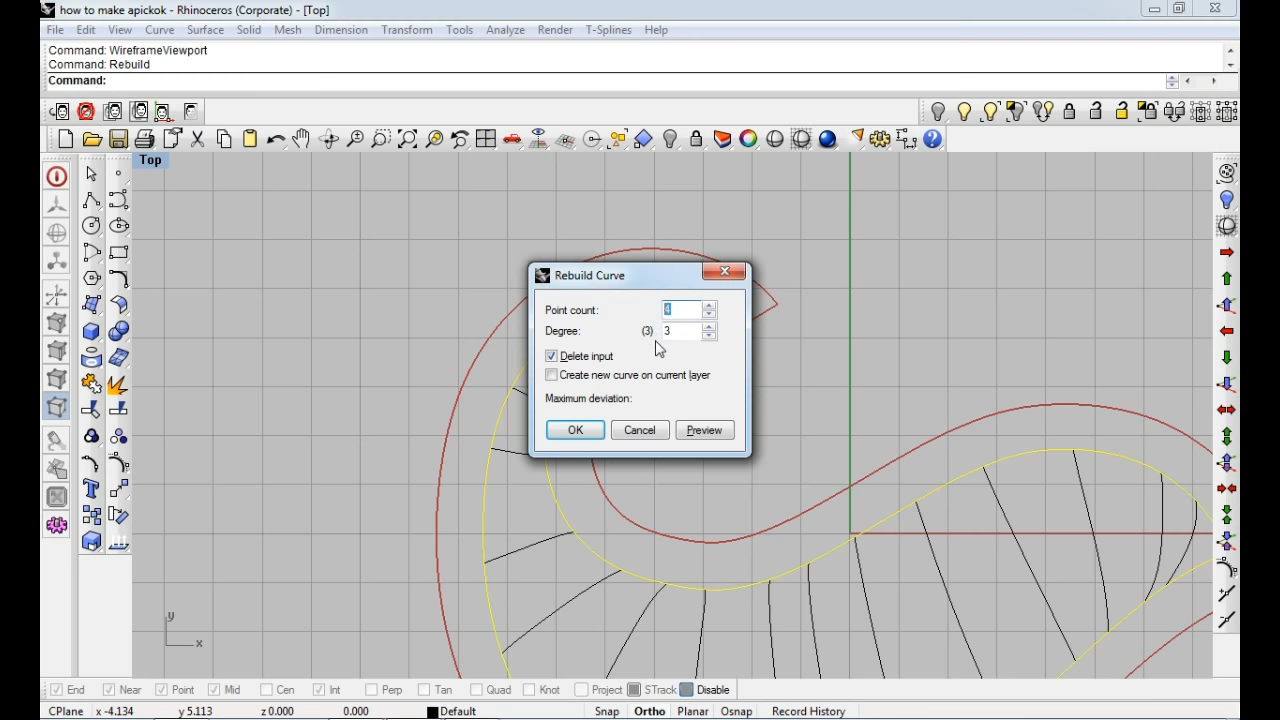 how to make apickok - Rhinoceros (Corporate) - [Top]
File Edit View Curve Surface Solid Mesh Dimension Transform Tools Analyze Render T-Splines Help
Command: WireframeViewport
Command: Rebuild
Command:
Top
Rebuild Curve
Point count: 4
Degree: (3) 3
Delete input
Create new curve on current layer
Maximum deviation:
OK Cancel Preview
y
x
End Near Point Mid Cen Int Perp Tan Quad Knot Project STrack Disable
CPlane x -4.134 y 5.113 z 0.000 0.000 Default Snap Ortho Planar Osnap Record History